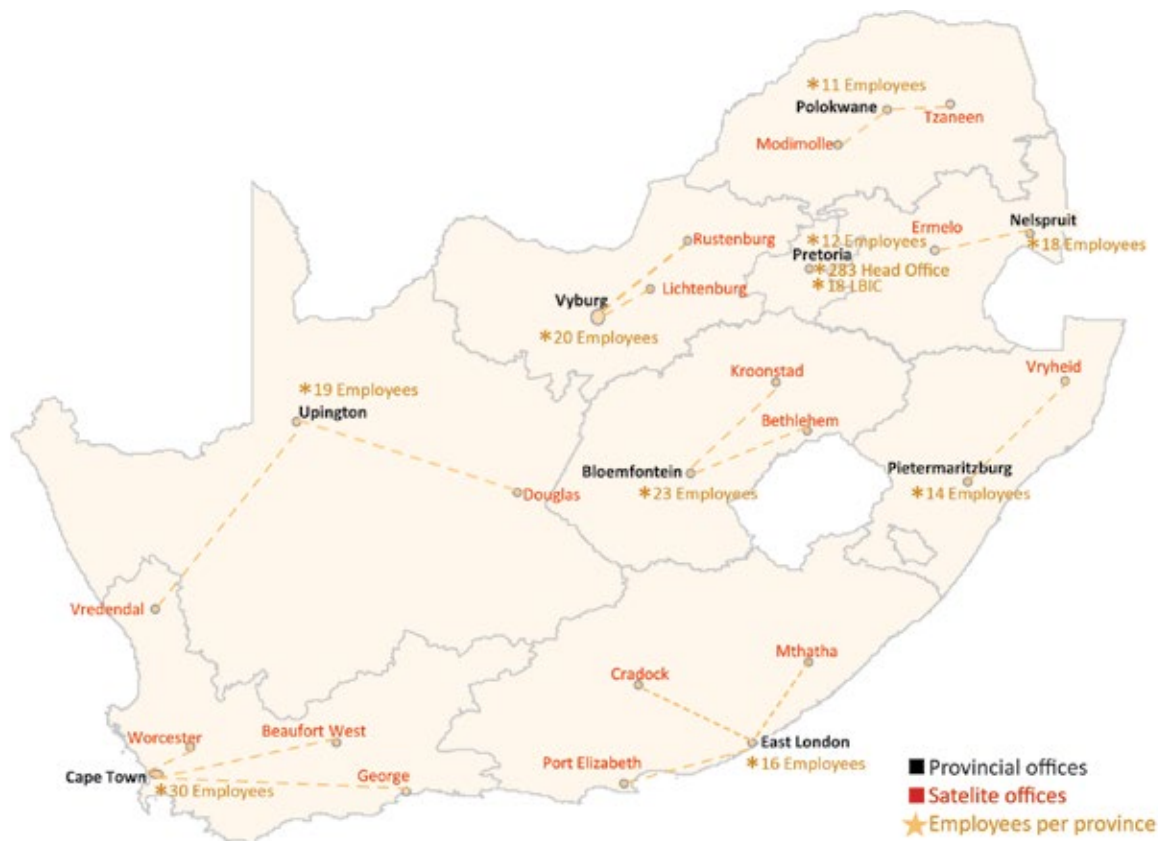 *11 Employees
Polokwane
Tzaneen
Modimolle
Nelspruit
*18 Employees
Ermelo
*12 Employees
Pretoria
*283 Head Office
*18 LBIC
Rustenburg
Lichtenburg
Vyburg
*20 Employees
Kroonstad
Vryheid
*19 Employees
Upington
Bethlehem
Bloemfontein
*23 Employees
Pietermaritzburg
*14 Employees
Douglas
Vredendal
Mthatha
Cradock
Worcester
Beaufort West
East London
*16 Employees
Port Elizabeth
Cape Town
*30 Employees
George
Provincial offices
Satelite offices
Employees per province